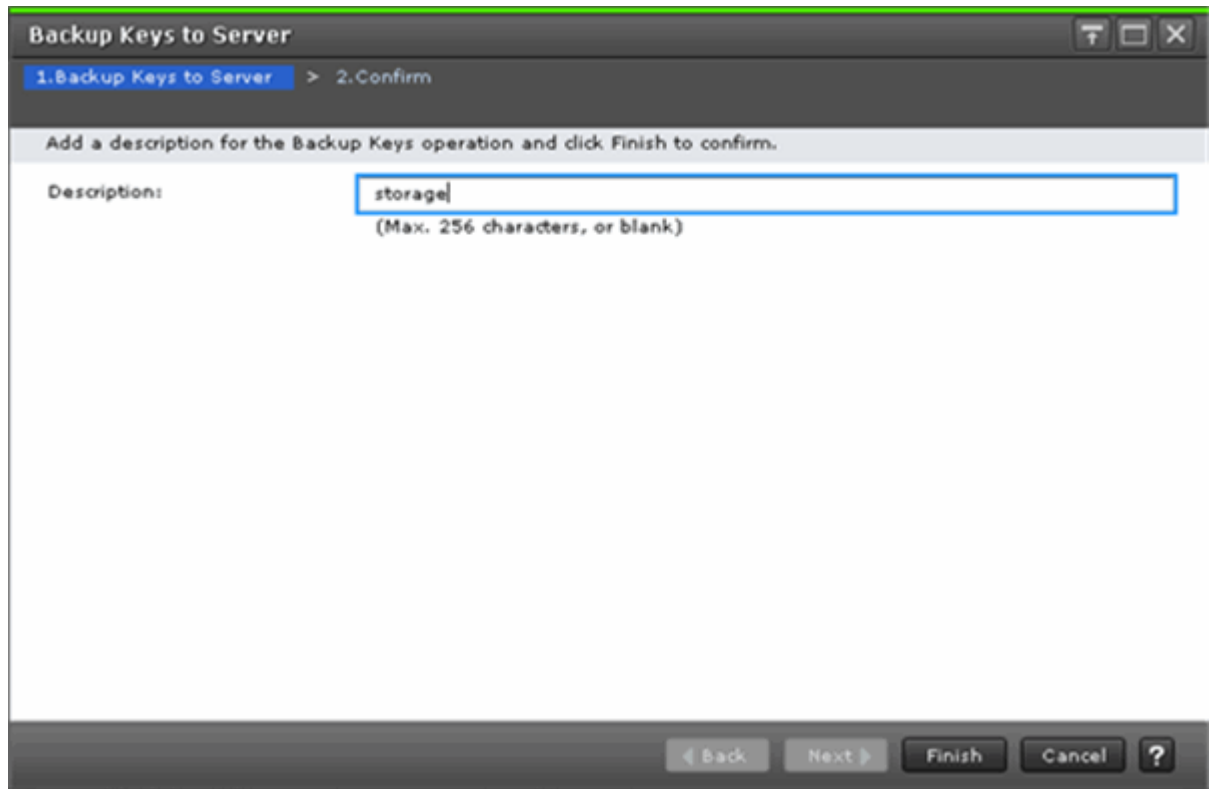 Backup Keys to Server
1.Backup Keys to Server > 2.Confirm
Add a description for the Backup Keys operation and click Finish to confirm.
Description: storage
(Max. 256 characters, or blank)
Back Next Finish Cancel ?